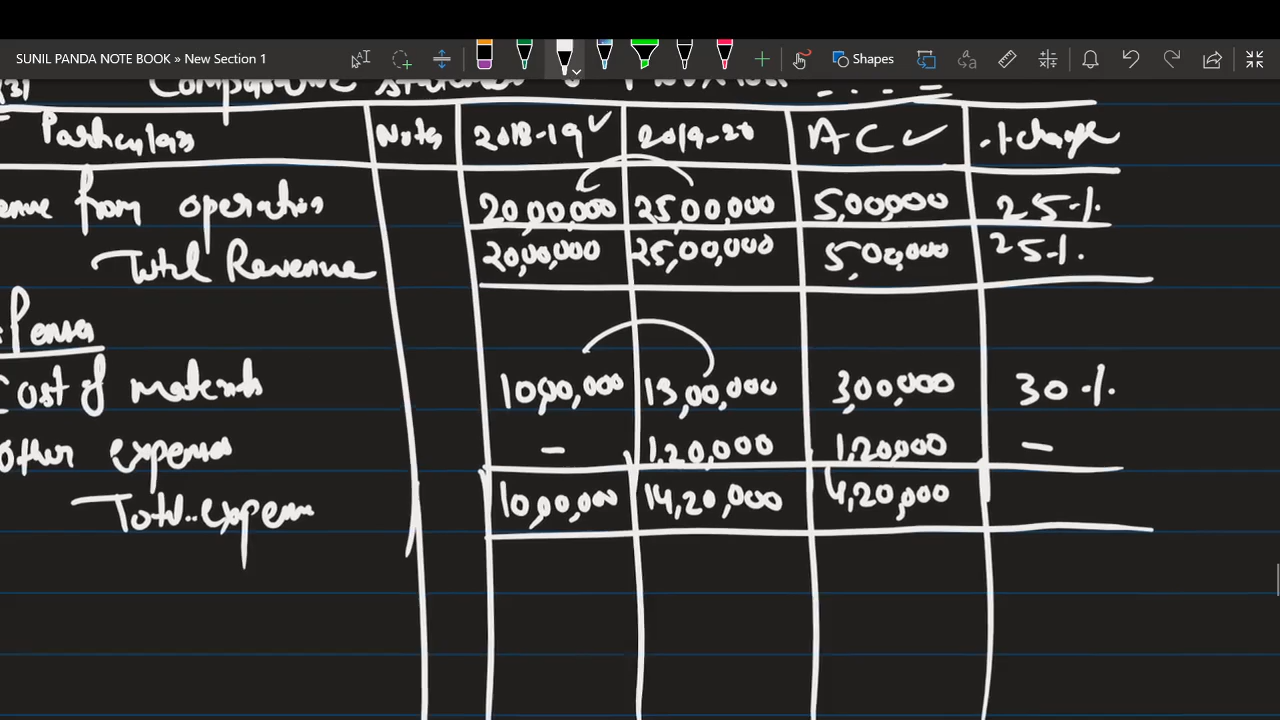 SUNIL PANDA NOTE BOOK » New Section 1 Shapes
Comparative
Particulars Notes 2018-19 ✓ 2019-20 A C ✓ % change
from operation 20,00,000 25,00,000 5,00,000 25%
Total Revenue 20,00,000 25,00,000 5,00,000 25%
Cost of materials 10,00,000 13,00,000 3,00,000 30%
other expenses - 1,20,000 1,20,000 -
Total expense 10,00,000 14,20,000 4,20,000